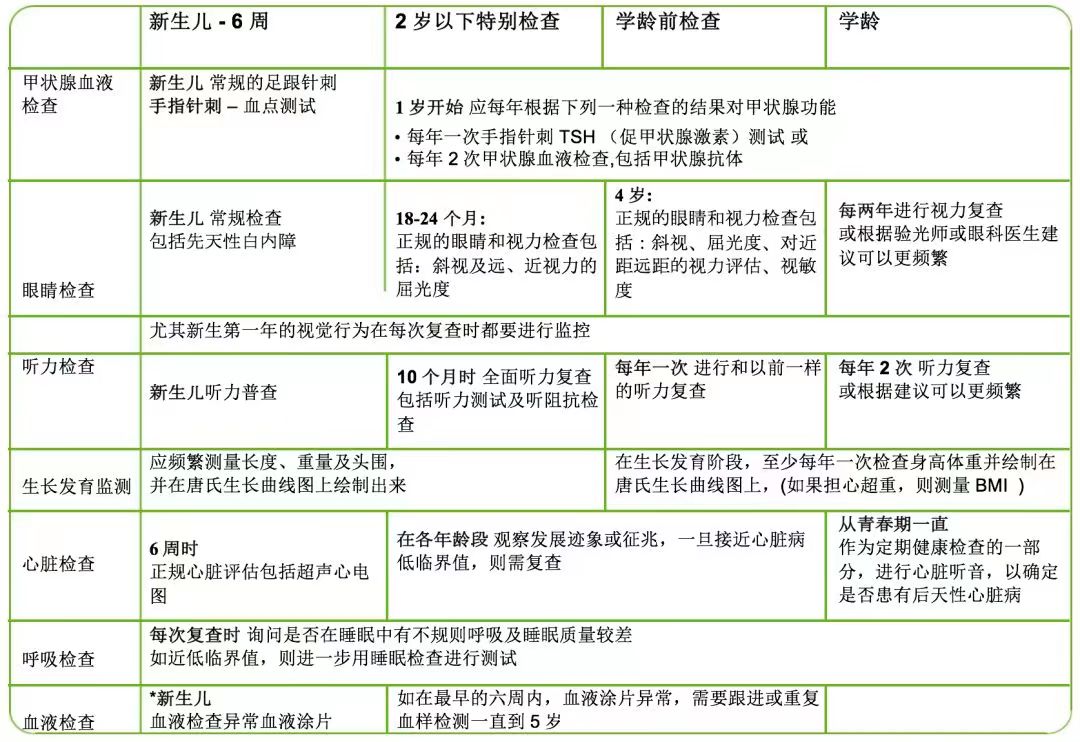 新生儿 - 6 周
2 岁以下特别检查
学龄前检查
学龄
甲状腺血液
检查
新生儿 常规的足跟针刺
手指针刺 – 血点测试
1 岁开始 应每年根据下列一种检查的结果对甲状腺功能
• 每年一次手指针刺 TSH （促甲状腺激素）测试 或
• 每年 2 次甲状腺血液检查,包括甲状腺抗体
眼睛检查
新生儿 常规检查
包括先天性白内障
18-24 个月：
正规的眼睛和视力检查包
括：斜视及远、近视力的
屈光度
4 岁：
正规的眼睛和视力检查包
括：斜视、屈光度、对近
距远距的视力评估、视敏
度
每两年进行视力复查
或根据验光师或眼科医生建
议可以更频繁
尤其新生第一年的视觉行为在每次复查时都要进行监控
听力检查
新生儿听力普查
10 个月时 全面听力复查
包括听力测试及听阻抗检
查
每年一次 进行和以前一样
的听力复查
每年 2 次 听力复查
或根据建议可以更频繁
生长发育监测
应频繁测量长度、重量及头围，
并在唐氏生长曲线图上绘制出来
在生长发育阶段，至少每年一次检查身高体重并绘制在
唐氏生长曲线图上，(如果担心超重，则测量 BMI )
心脏检查
6 周时
正规心脏评估包括超声心电
图
在各年龄段 观察发展迹象或征兆，一旦接近心脏病
低临界值，则需复查
从青春期一直
作为定期健康检查的一部
分，进行心脏听音，以确定
是否患有后天性心脏病
呼吸检查
每次复查时 询问是否在睡眠中有不规则呼吸及睡眠质量较差
如近低临界值，则进一步用睡眠检查进行测试
血液检查
*新生儿
血液检查异常血液涂片
如在最早的六周内，血液涂片异常，需要跟进或重复
血样检测一直到 5 岁